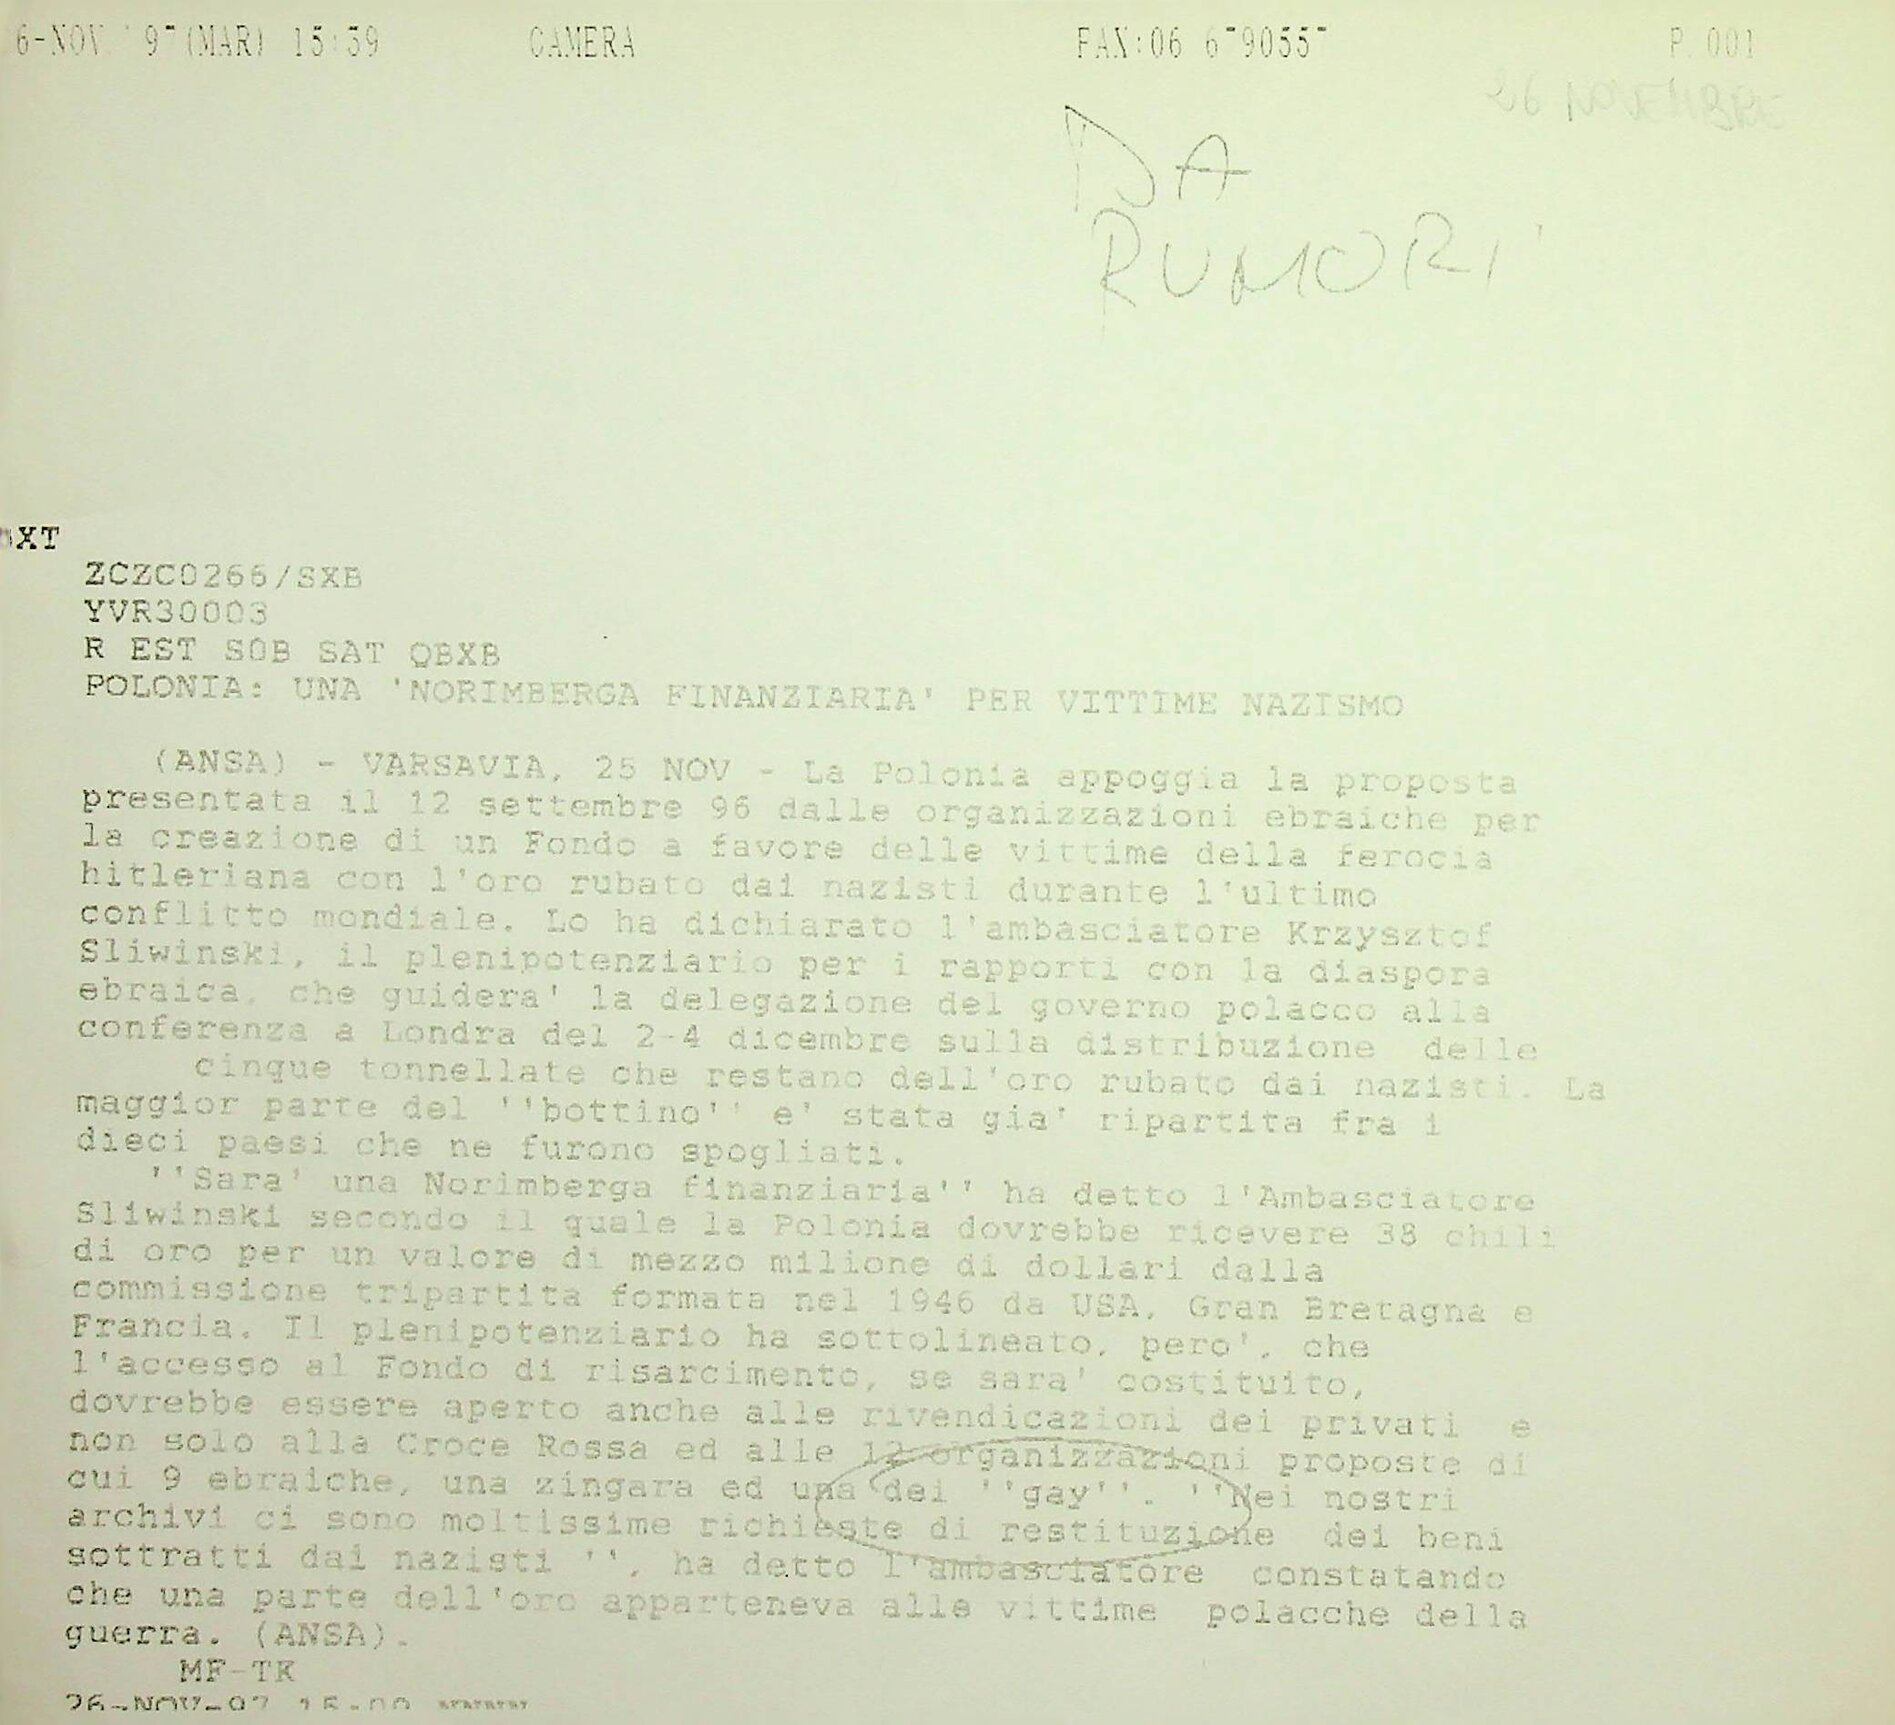 6-NOV '97(MAR) 15:39 CAMERA FAX:06 6790557 P.001
26 NOVEMBRE
DA
RUMORI
XT
ZCZC0266/SXB
YVR30003
R EST SOB SAT QBXB
POLONIA: UNA 'NORIMBERGA FINANZIARIA' PER VITTIME NAZISMO
(ANSA) - VARSAVIA, 25 NOV - La Polonia appoggia la proposta
presentata il 12 settembre 96 dalle organizzazioni ebraiche per
la creazione di un Fondo a favore delle vittime della ferocia
hitleriana con l'oro rubato dai nazisti durante l'ultimo
conflitto mondiale. Lo ha dichiarato l'ambasciatore Krzysztof
Sliwinski, il plenipotenziario per i rapporti con la diaspora
ebraica, che guidera' la delegazione del governo polacco alla
conferenza a Londra del 2-4 dicembre sulla distribuzione delle
cinque tonnellate che restano dell'oro rubato dai nazisti. La
maggior parte del ''bottino'' e' stata gia' ripartita fra i
dieci paesi che ne furono spogliati.
''Sara' una Norimberga finanziaria'' ha detto l'Ambasciatore
Sliwinski secondo il quale la Polonia dovrebbe ricevere 38 chili
di oro per un valore di mezzo milione di dollari dalla
commissione tripartita formata nel 1946 da USA, Gran Bretagna e
Francia. Il plenipotenziario ha sottolineato, pero', che
l'accesso al Fondo di risarcimento, se sara' costituito,
dovrebbe essere aperto anche alle rivendicazioni dei privati e
non solo alla Croce Rossa ed alle 12 organizzazioni proposte di
cui 9 ebraiche, una zingara ed una dei ''gay''. ''Nei nostri
archivi ci sono moltissime richieste di restituzione dei beni
sottratti dai nazisti '', ha detto l'ambasciatore constatando
che una parte dell'oro apparteneva alle vittime polacche della
guerra. (ANSA).
MF-TK
26-NOV-97 15:00